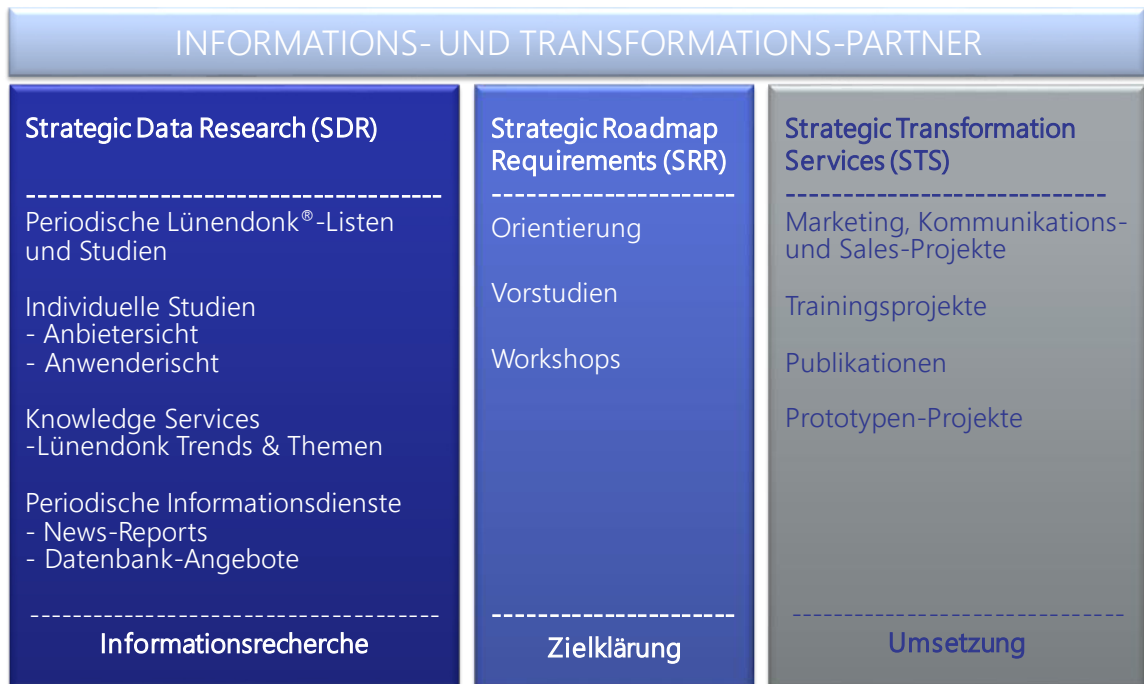 INFORMATIONS- UND TRANSFORMATIONS-PARTNER
Strategic Data Research (SDR)
Periodische Lünendonk®-Listen
und Studien
Individuelle Studien
- Anbietersicht
- Anwenderischt
Knowledge Services
-Lünendonk Trends & Themen
Periodische Informationsdienste
- News-Reports
- Datenbank-Angebote
Informationsrecherche
Strategic Roadmap
Requirements (SRR)
Orientierung
Vorstudien
Workshops
Zielklärung
Strategic Transformation
Services (STS)
Marketing, Kommunikations-
und Sales-Projekte
Trainingsprojekte
Publikationen
Prototypen-Projekte
Umsetzung